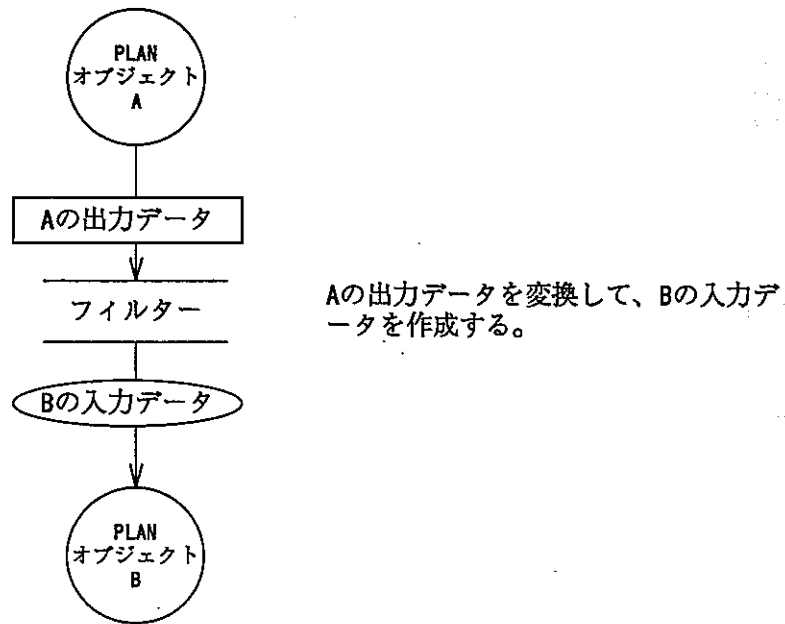 PLAN
オブジェクト
A
Aの出力データ
フィルター
Aの出力データを変換して、Bの入力デ
ータを作成する。
Bの入力データ
PLAN
オブジェクト
B